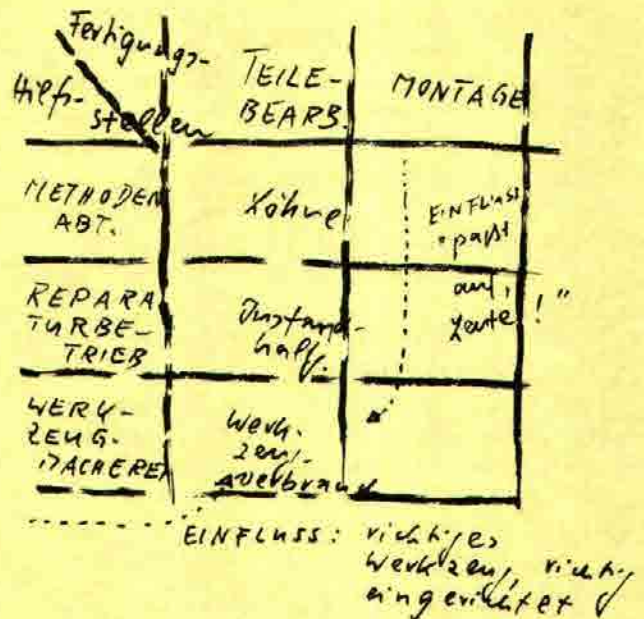 Fertigungs-
Hilfs-
stellen
TEILE-
BEARB.
MONTAGE
METHODEN
ABT.
Löhne
EINFLUSS
"paßt
auf,
Leute!"
REPARA
TURBE-
TRIEB
Instand-
halt.
WERK-
ZEUG-
MACHEREI
Werk-
zeug-
verbrauch
EINFLUSS: richtiges
Werkzeug, richtig
eingerichtet